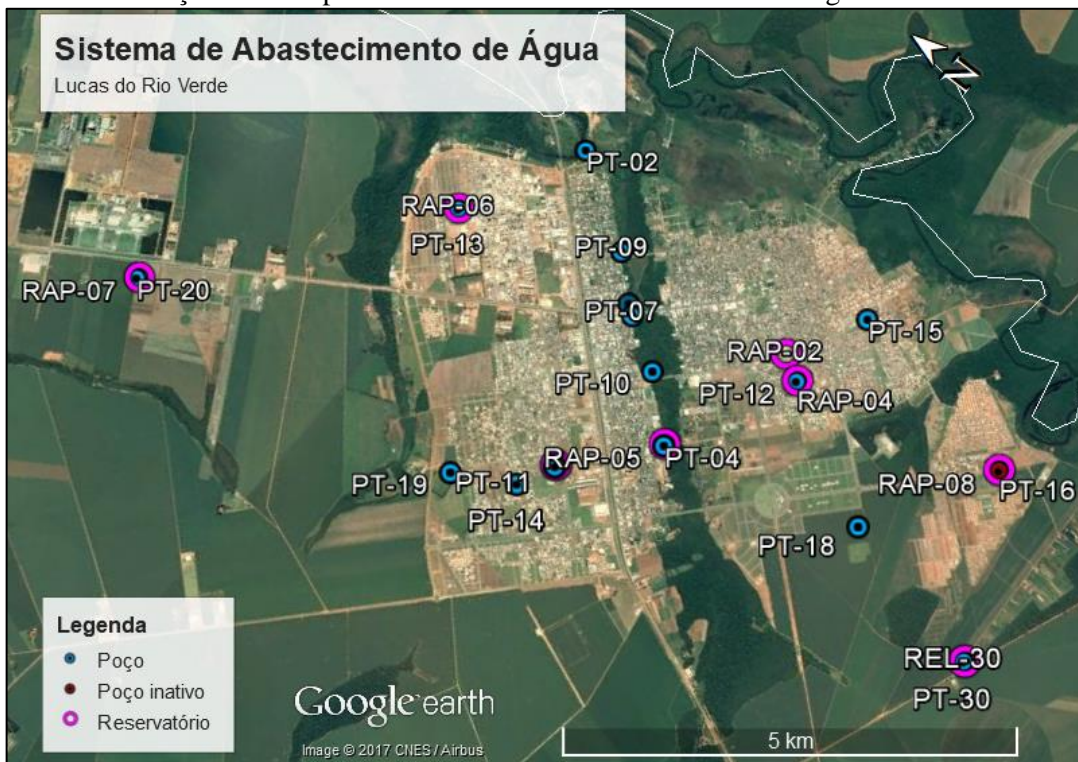 Sistema de Abastecimento de Água
Lucas do Rio Verde
N
PT-02
RAP-06
PT-13
PT-09
RAP-07 PT-20
PT-07
PT-15
RAP-02
PT-10
PT-12
RAP-04
RAP-05
PT-04
PT-19
PT-11
PT-14
RAP-08
PT-16
PT-18
REL-30
PT-30
Legenda
Poço
Poço inativo
Reservatório
Google earth
Image © 2017 CNES / Airbus
5 km